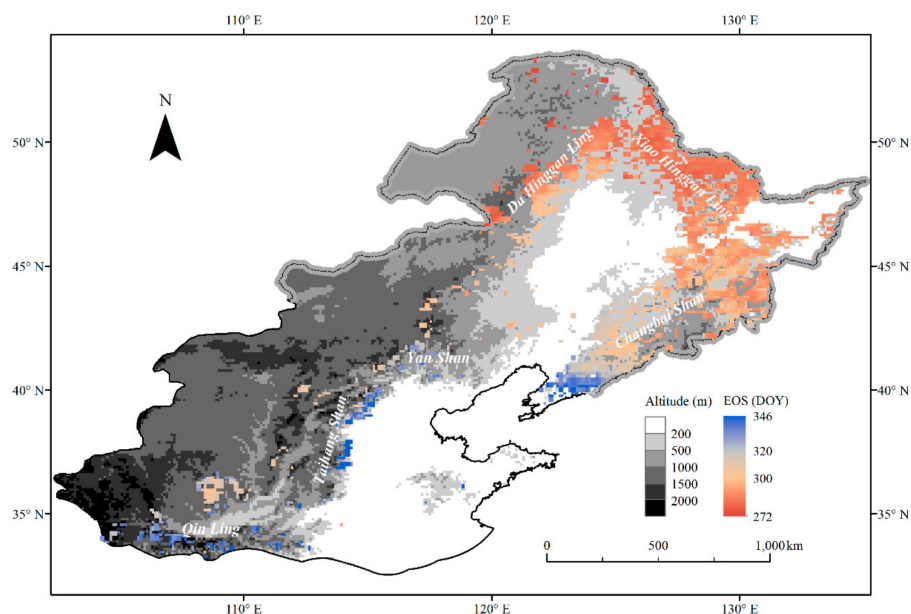 110° E 120° E 130° E
N
50° N 50° N
Da Hinggan Ling
Xiao Hinggan Ling
45° N 45° N
Changbai Shan
Yan Shan
40° N 40° N
Altitude (m) EOS (DOY)
200
500
1000
1500
2000
346
320
300
272
Taihang Shan
35° N 35° N
Qin Ling
0 500 1,000 km
110° E 120° E 130° E